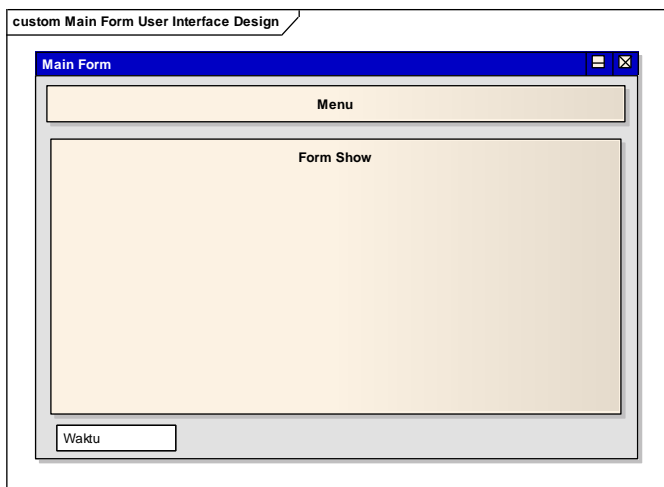 custom Main Form User Interface Design
Main Form
Menu
Form Show
Waktu